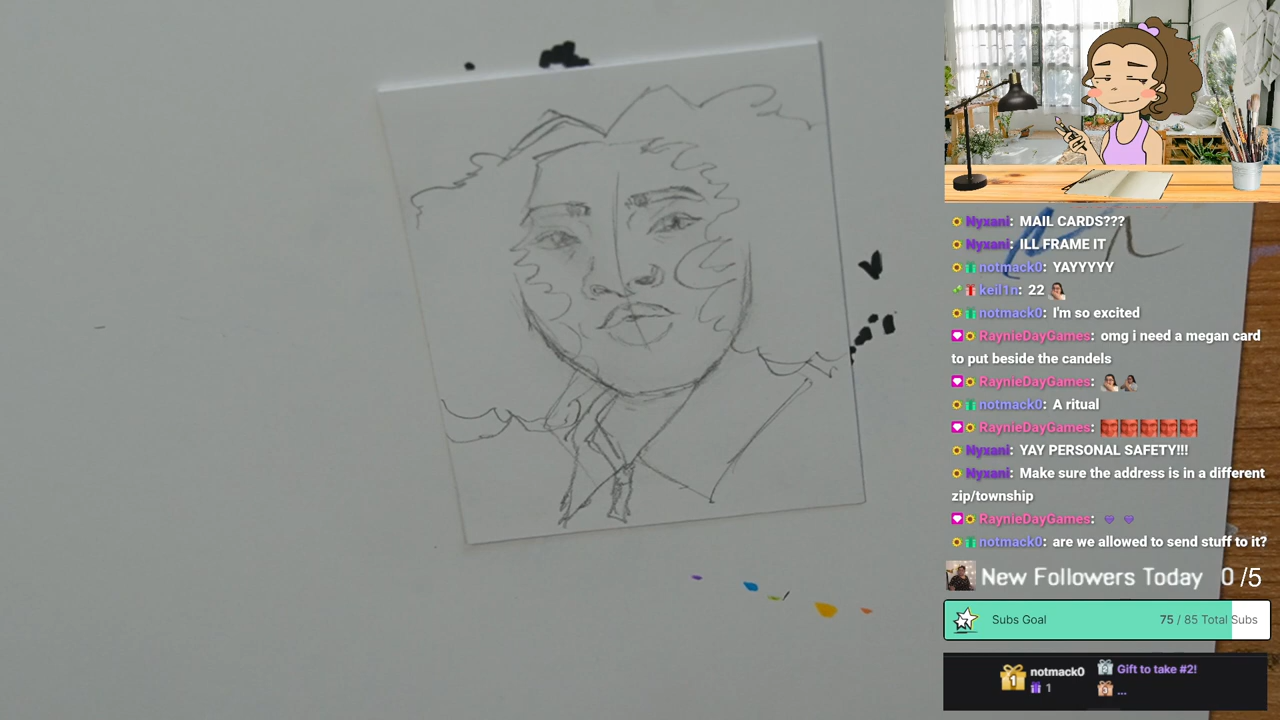 Nyxani: MAIL CARDS???
Nyxani: ILL FRAME IT
notmack0: YAYYYYY
keil1n: 22
notmack0: I'm so excited
RaynieDayGames: omg i need a megan card
to put beside the candels
RaynieDayGames:
notmack0: A ritual
RaynieDayGames:
Nyxani: YAY PERSONAL SAFETY!!!
Nyxani: Make sure the address is in a different
zip/township
RaynieDayGames:
notmack0: are we allowed to send stuff to it?
New Followers Today 0 /5
Subs Goal 75 / 85 Total Subs
1 notmack0 2 Gift to take #2!
1 3 ...